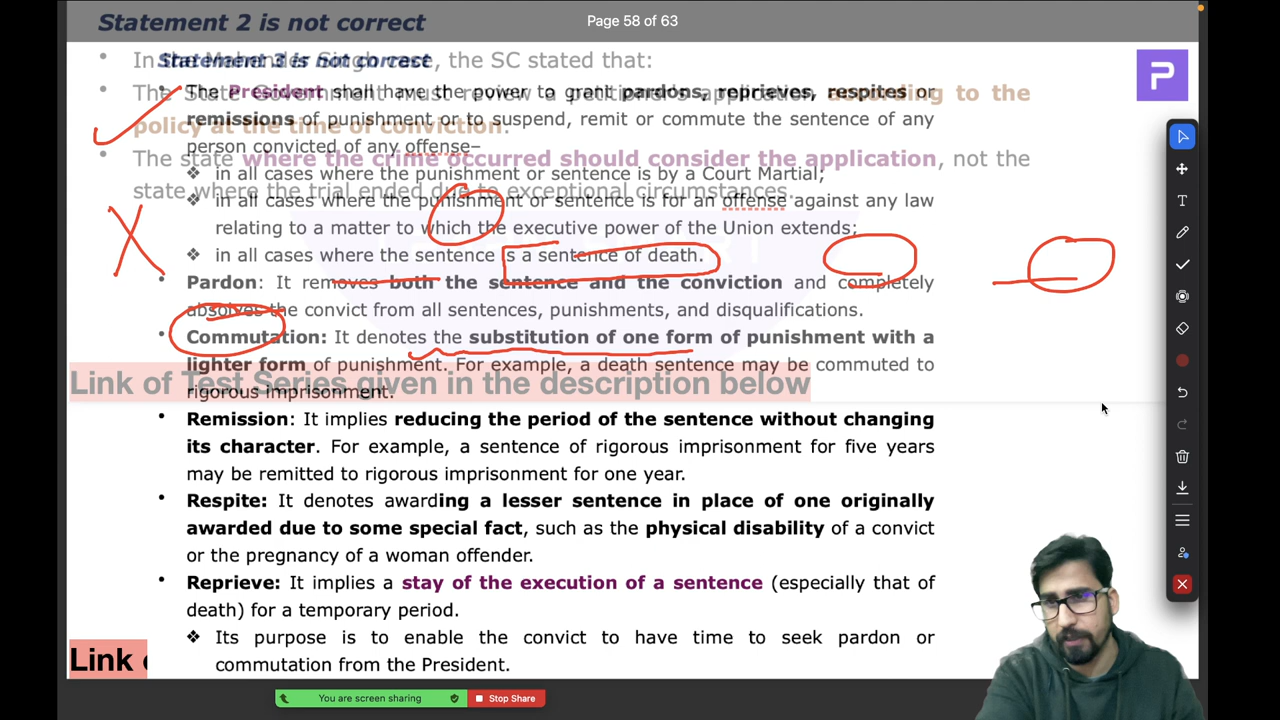 Page 58 of 63
Statement 2 is not correct
• In the Mahender Singh case, the SC stated that:
Statement 3 is not correct
• The State Government must review a petitioner's application according to the
policy at the time of conviction.
• The President shall have the power to grant pardons, reprieves, respites or
remissions of punishment or to suspend, remit or commute the sentence of any
person convicted of any offense–
• The state where the crime occurred should consider the application, not the
state where the trial ended due to exceptional circumstances.
❖ in all cases where the punishment or sentence is by a Court Martial;
❖ in all cases where the punishment or sentence is for an offense against any law
relating to a matter to which the executive power of the Union extends;
❖ in all cases where the sentence is a sentence of death.
• Pardon: It removes both the sentence and the conviction and completely
absolves the convict from all sentences, punishments, and disqualifications.
• Commutation: It denotes the substitution of one form of punishment with a
lighter form of punishment. For example, a death sentence may be commuted to
rigorous imprisonment.
Link of Test Series given in the description below
• Remission: It implies reducing the period of the sentence without changing
its character. For example, a sentence of rigorous imprisonment for five years
may be remitted to rigorous imprisonment for one year.
• Respite: It denotes awarding a lesser sentence in place of one originally
awarded due to some special fact, such as the physical disability of a convict
or the pregnancy of a woman offender.
• Reprieve: It implies a stay of the execution of a sentence (especially that of
death) for a temporary period.
❖ Its purpose is to enable the convict to have time to seek pardon or
commutation from the President.
Link
You are screen sharing
Stop Share